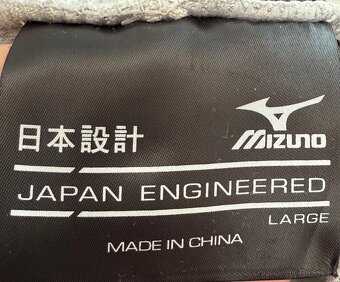 日本設計
MIZUNO
JAPAN ENGINEERED
LARGE
MADE IN CHINA